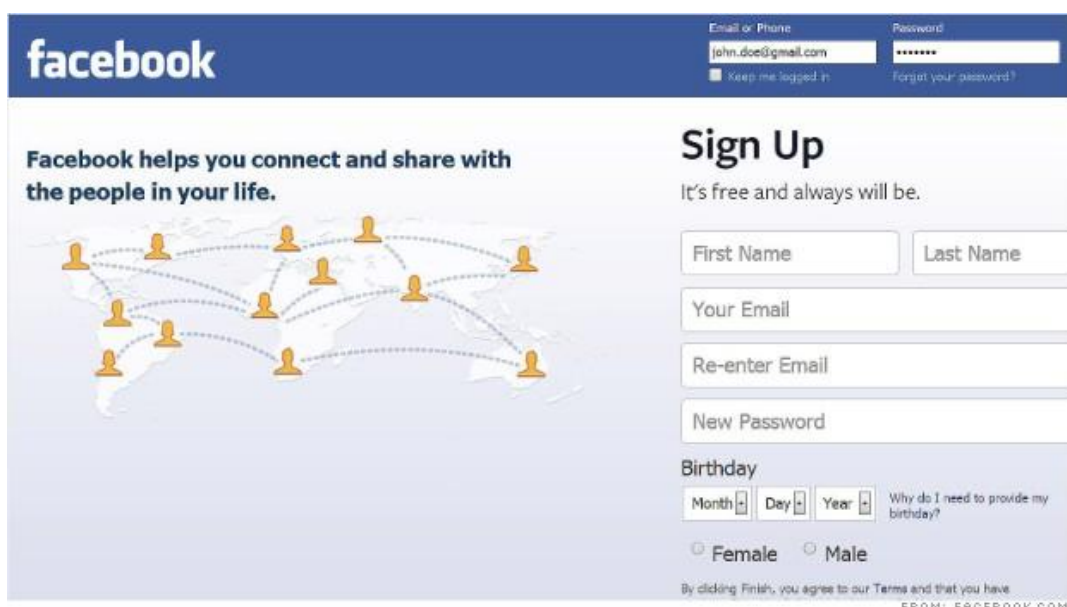 facebook
Email or Phone
Password
john.doe@gmail.com
•••••••
Keep me logged in
Forgot your password?
Facebook helps you connect and share with
the people in your life.
Sign Up
It's free and always will be.
First Name
Last Name
Your Email
Re-enter Email
New Password
Birthday
Month
Day
Year
Why do I need to provide my
birthday?
Female
Male
By clicking Finish, you agree to our Terms and that you have
FROM: FACEBOOK.COM